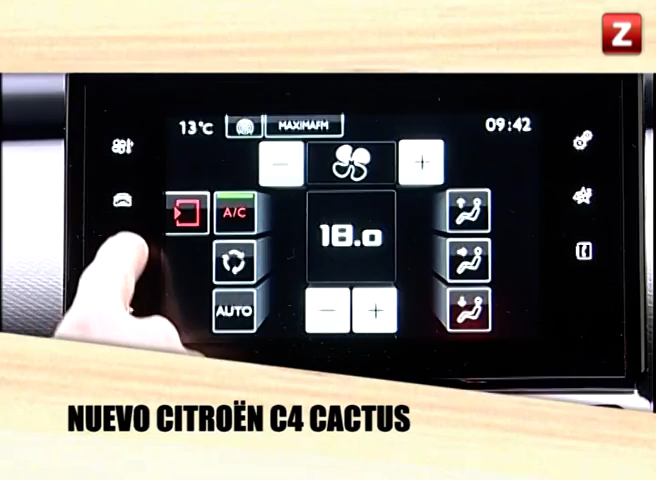 Z
13°C
MAXIMAFM
09:42
A/C
18.0
AUTO
NUEVO CITROËN C4 CACTUS